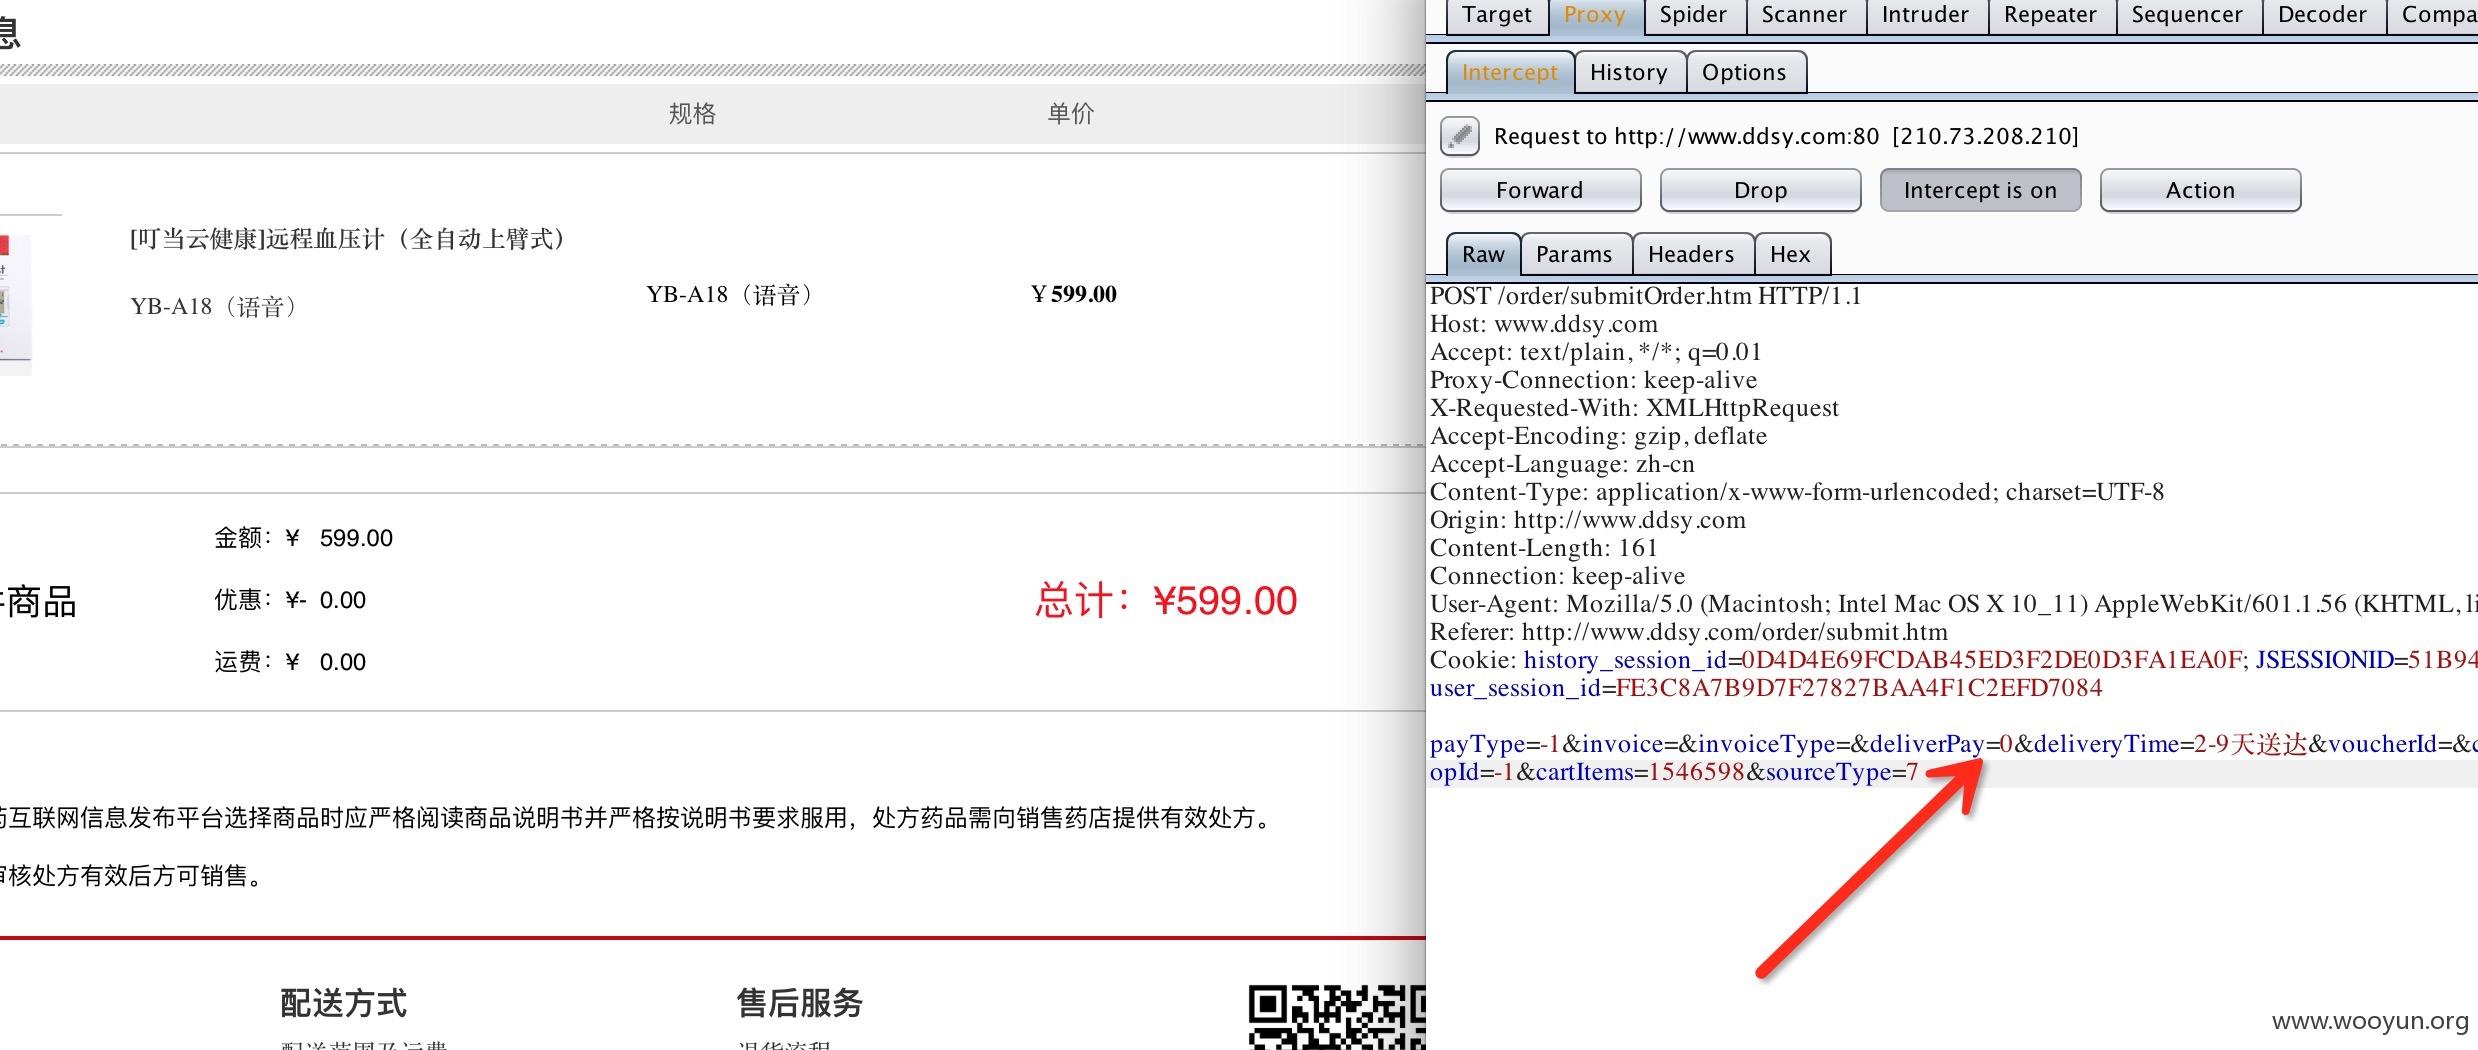 息
规格 单价
[叮当云健康]远程血压计（全自动上臂式）
YB-A18（语音）
YB-A18（语音）
￥599.00
金额：￥ 599.00
商品
优惠：￥- 0.00
总计：￥599.00
运费：￥ 0.00
互联网信息发布平台选择商品时应严格阅读商品说明书并严格按说明书要求服用，处方药品需向销售药店提供有效处方。
核处方有效后方可销售。
配送方式 售后服务
配送范围及运费 退货流程
Target Proxy Spider Scanner Intruder Repeater Sequencer Decoder Compa
Intercept History Options
Request to http://www.ddsy.com:80 [210.73.208.210]
Forward Drop Intercept is on Action
Raw Params Headers Hex
POST /order/submitOrder.htm HTTP/1.1
Host: www.ddsy.com
Accept: text/plain, */*; q=0.01
Proxy-Connection: keep-alive
X-Requested-With: XMLHttpRequest
Accept-Encoding: gzip, deflate
Accept-Language: zh-cn
Content-Type: application/x-www-form-urlencoded; charset=UTF-8
Origin: http://www.ddsy.com
Content-Length: 161
Connection: keep-alive
User-Agent: Mozilla/5.0 (Macintosh; Intel Mac OS X 10_11) AppleWebKit/601.1.56 (KHTML, li
Referer: http://www.ddsy.com/order/submit.htm
Cookie: history_session_id=0D4D4E69FCDAB45ED3F2DE0D3FA1EA0F; JSESSIONID=51B94
user_session_id=FE3C8A7B9D7F27827BAA4F1C2EFD7084
payType=-1&invoice=&invoiceType=&deliverPay=0&deliveryTime=2-9天送达&voucherId=&c
opId=-1&cartItems=1546598&sourceType=7
www.wooyun.org